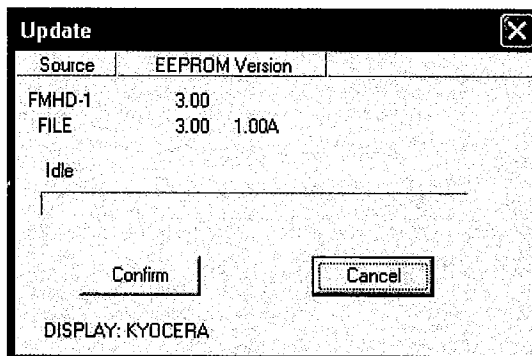 Update
Source EEPROM Version
FMHD-1 3.00
FILE 3.00 1.00A
Idle
Confirm Cancel
DISPLAY: KYOCERA